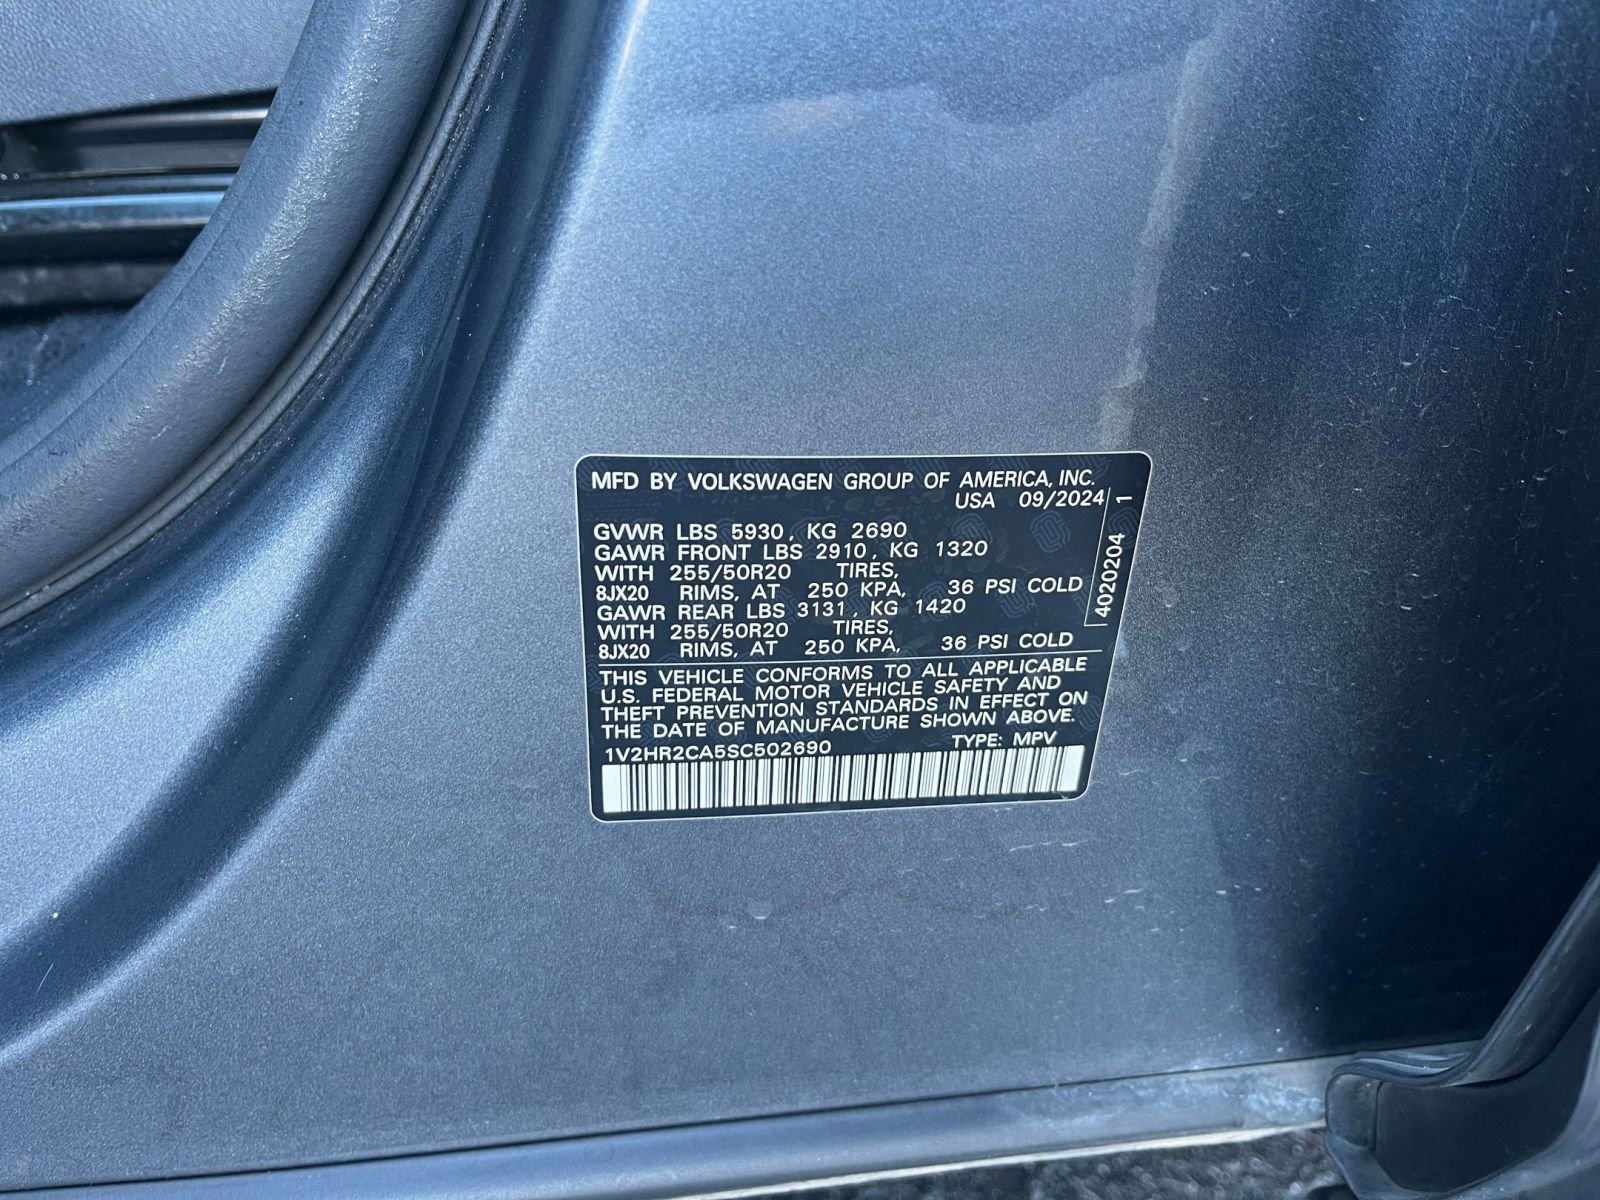 MFD BY VOLKSWAGEN GROUP OF AMERICA, INC.
USA 09/2024
GVWR LBS 5930, KG 2690
GAWR FRONT LBS 2910, KG 1320
WITH 255/50R20 TIRES,
8JX20 RIMS, AT 250 KPA, 36 PSI COLD
GAWR REAR LBS 3131, KG 1420
WITH 255/50R20 TIRES,
8JX20 RIMS, AT 250 KPA, 36 PSI COLD
THIS VEHICLE CONFORMS TO ALL APPLICABLE
U.S. FEDERAL MOTOR VEHICLE SAFETY AND
THEFT PREVENTION STANDARDS IN EFFECT ON
THE DATE OF MANUFACTURE SHOWN ABOVE.
1V2HR2CA5SC502690 TYPE: MPV
4020204 1